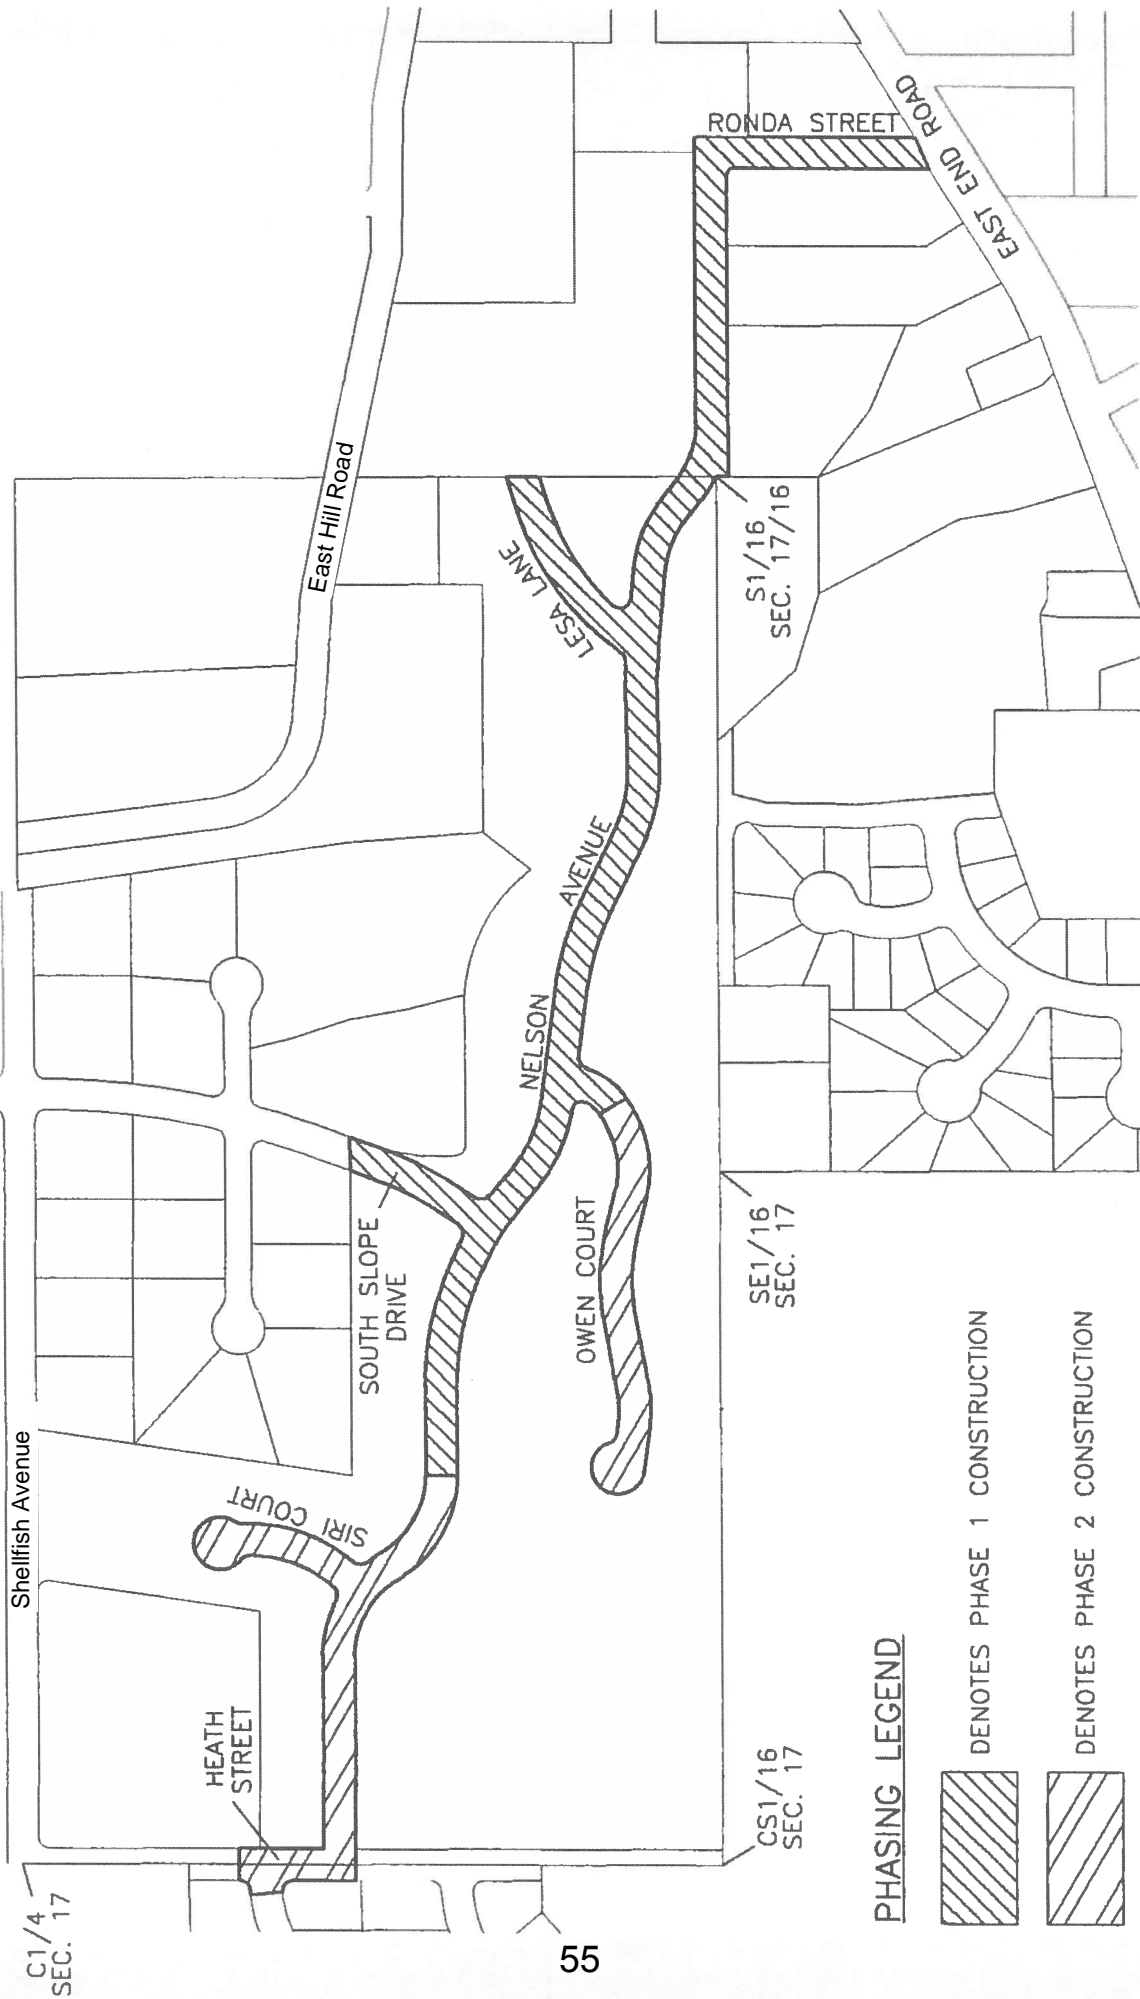 RONDA STREET
EAST END ROAD
East Hill Road
LESA LANE
S1/16
SEC. 17/16
NELSON AVENUE
SOUTH SLOPE
DRIVE
OWEN COURT
SE1/16
SEC. 17
Shellfish Avenue
SIRI COURT
HEATH
STREET
CS1/16
SEC. 17
C1/4
SEC. 17
PHASING LEGEND
DENOTES PHASE 1 CONSTRUCTION
DENOTES PHASE 2 CONSTRUCTION
55